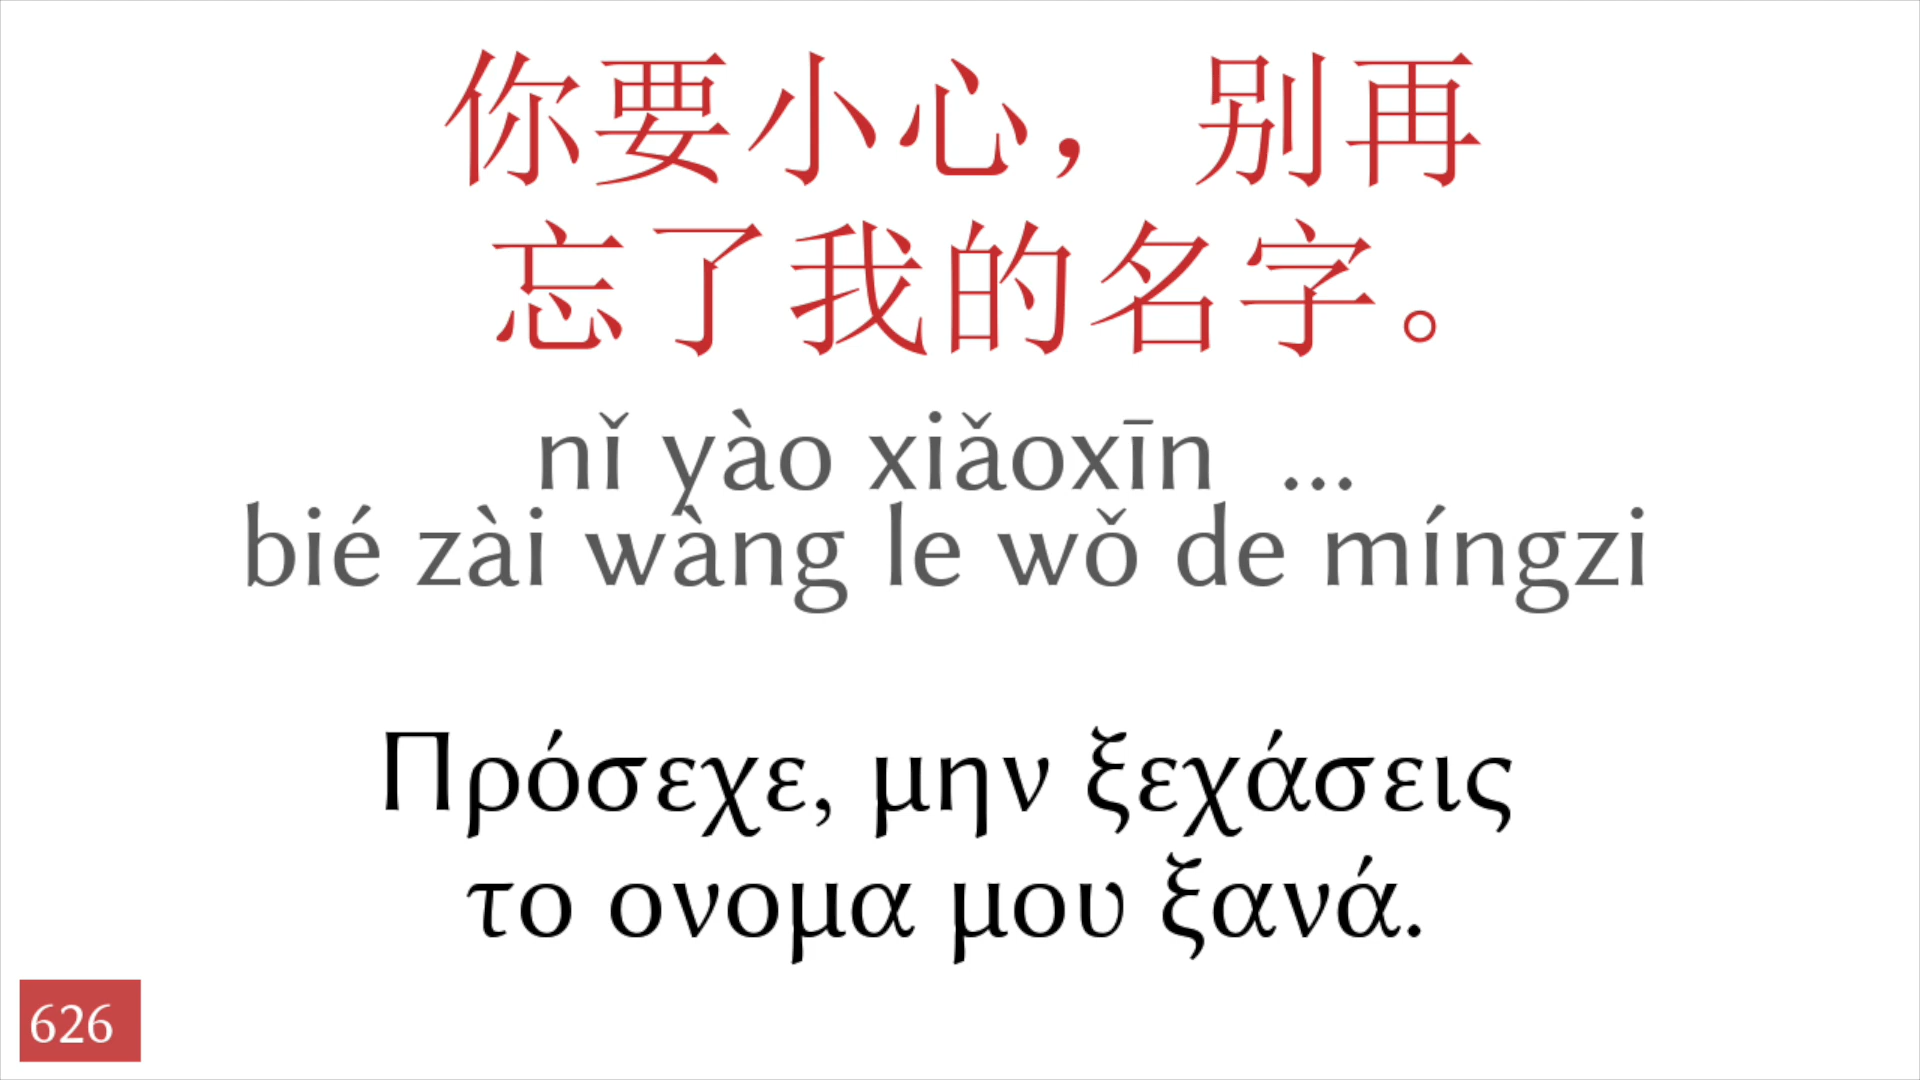 你要小心，别再
忘了我的名字。
nǐ yào xiǎoxīn ...
bié zài wàng le wǒ de míngzi
Πρόσεχε, μην ξεχάσεις
το ονομα μου ξανά.
626